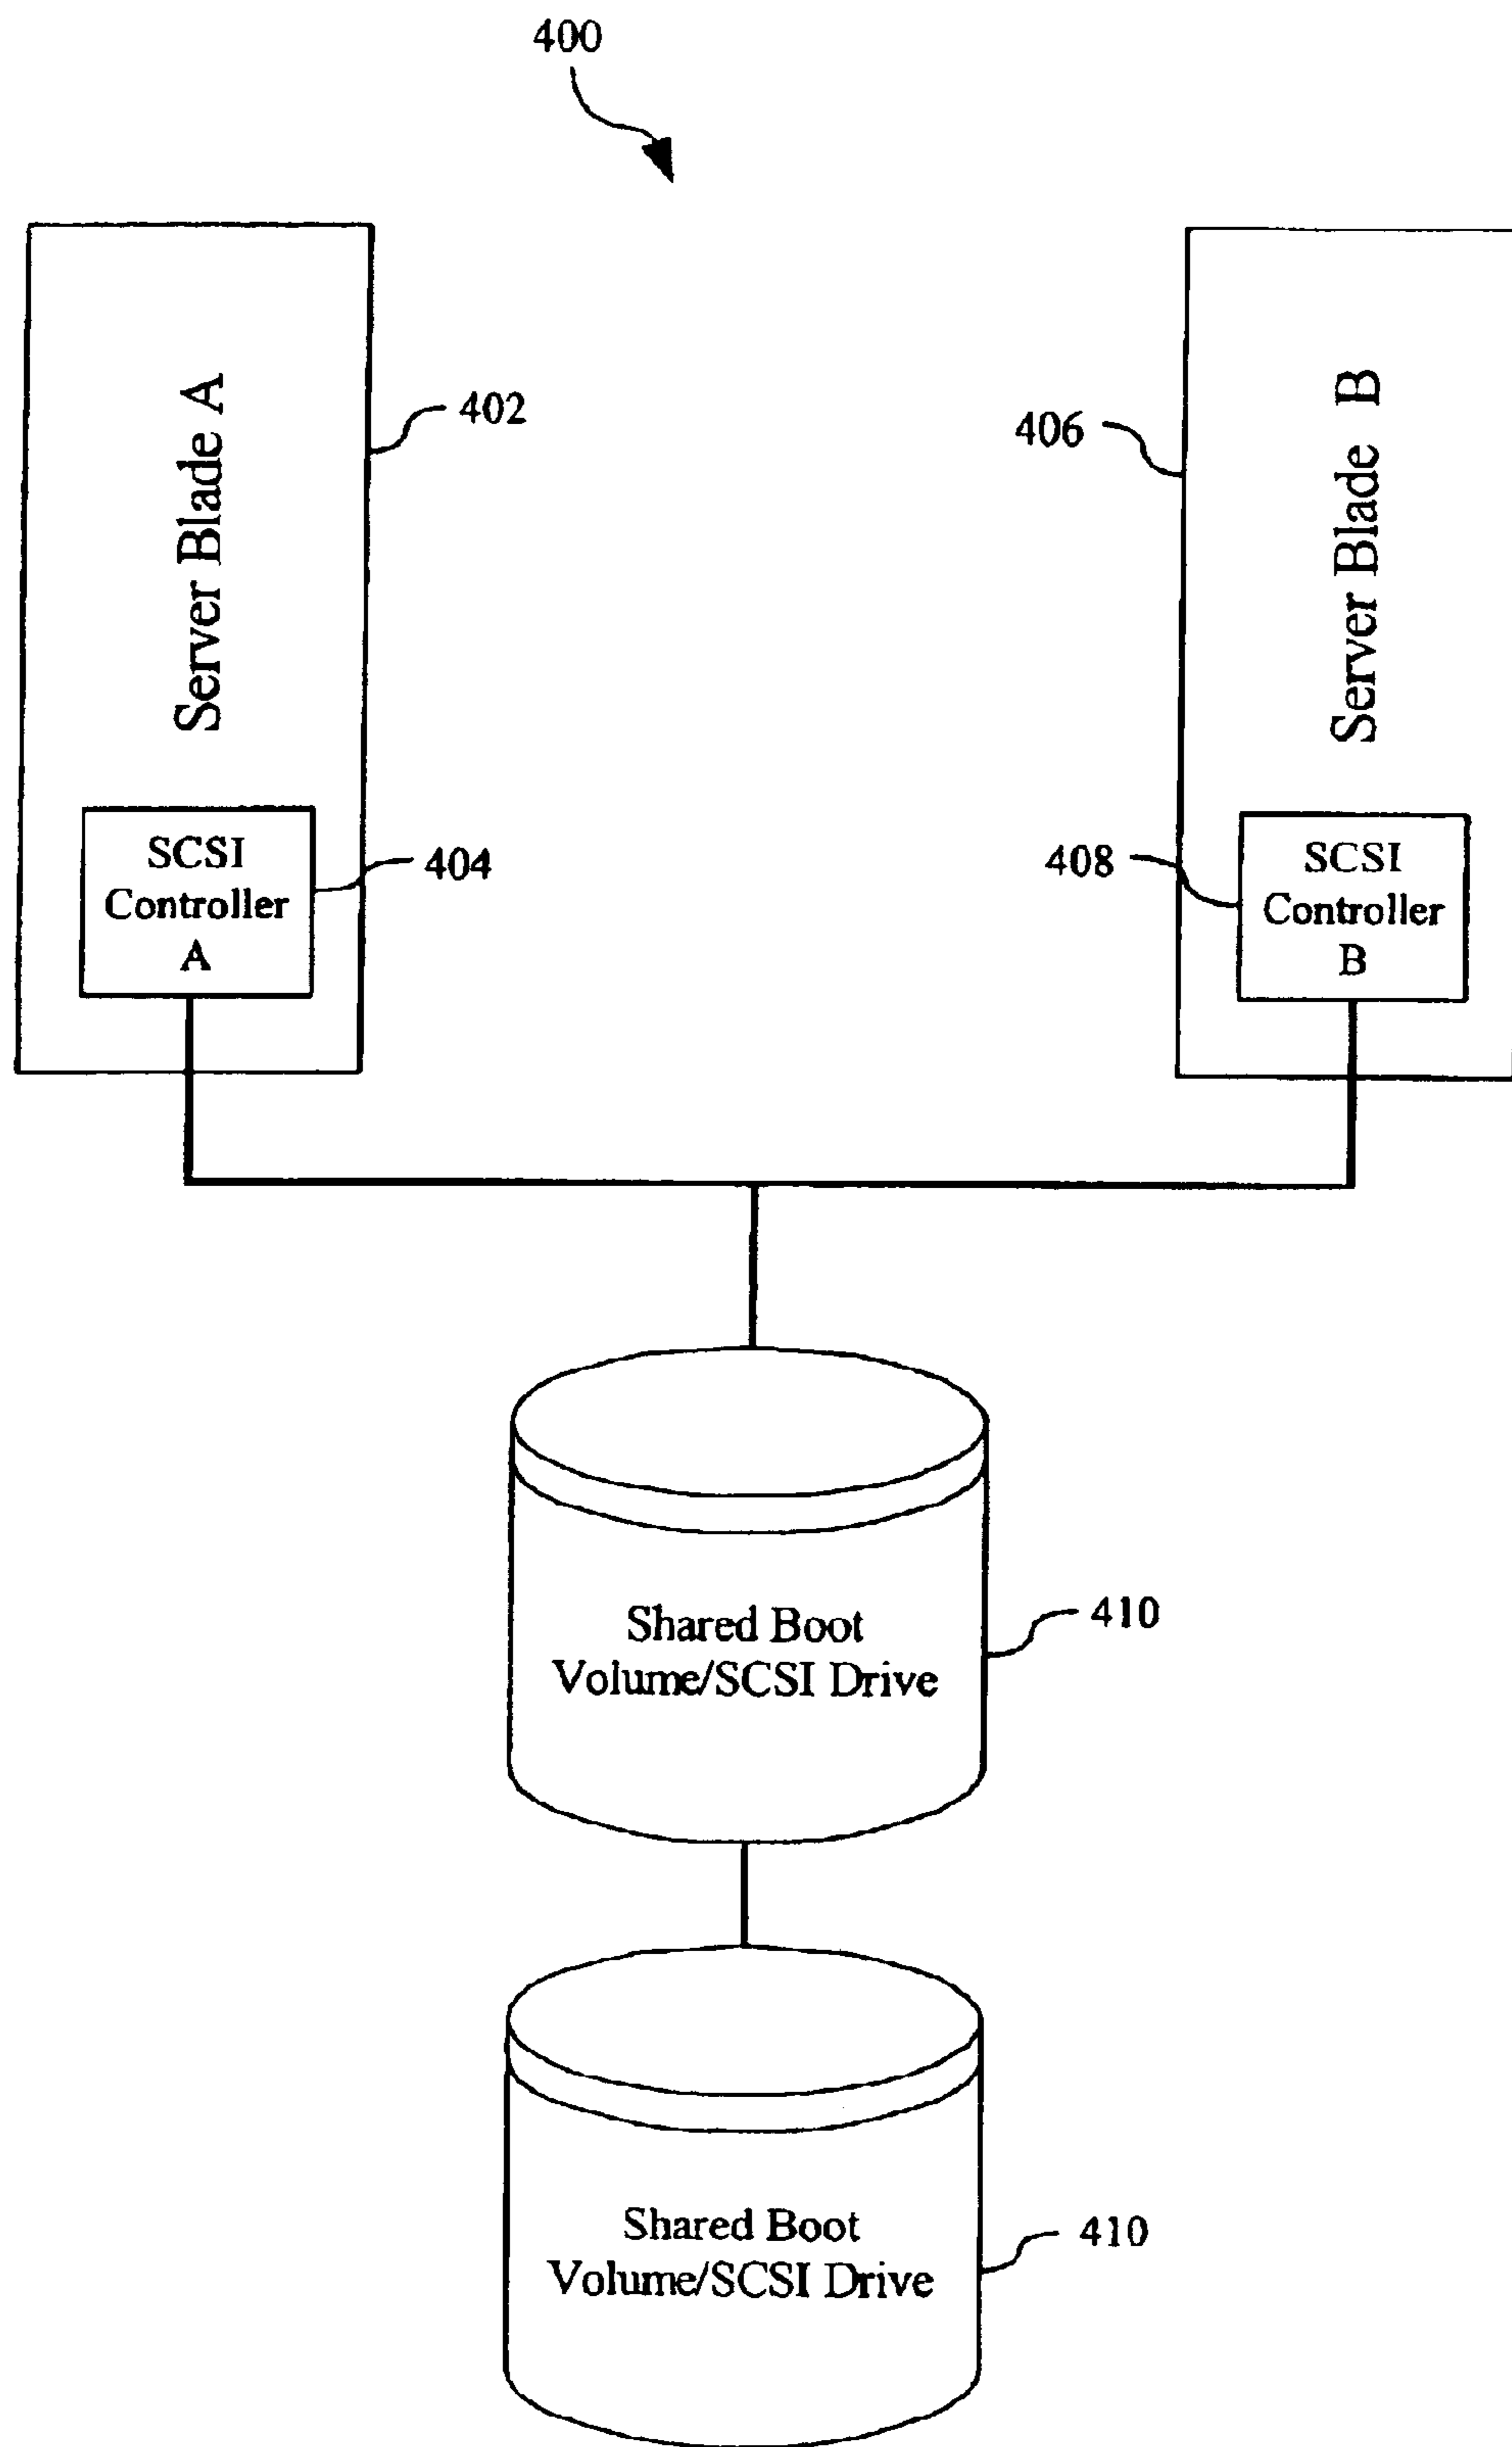 400
Server Blade A
402
406
Server Blade B
SCSI
Controller
A
404
408
SCSI
Controller
B
Shared Boot
Volume/SCSI Drive
410
Shared Boot
Volume/SCSI Drive
410